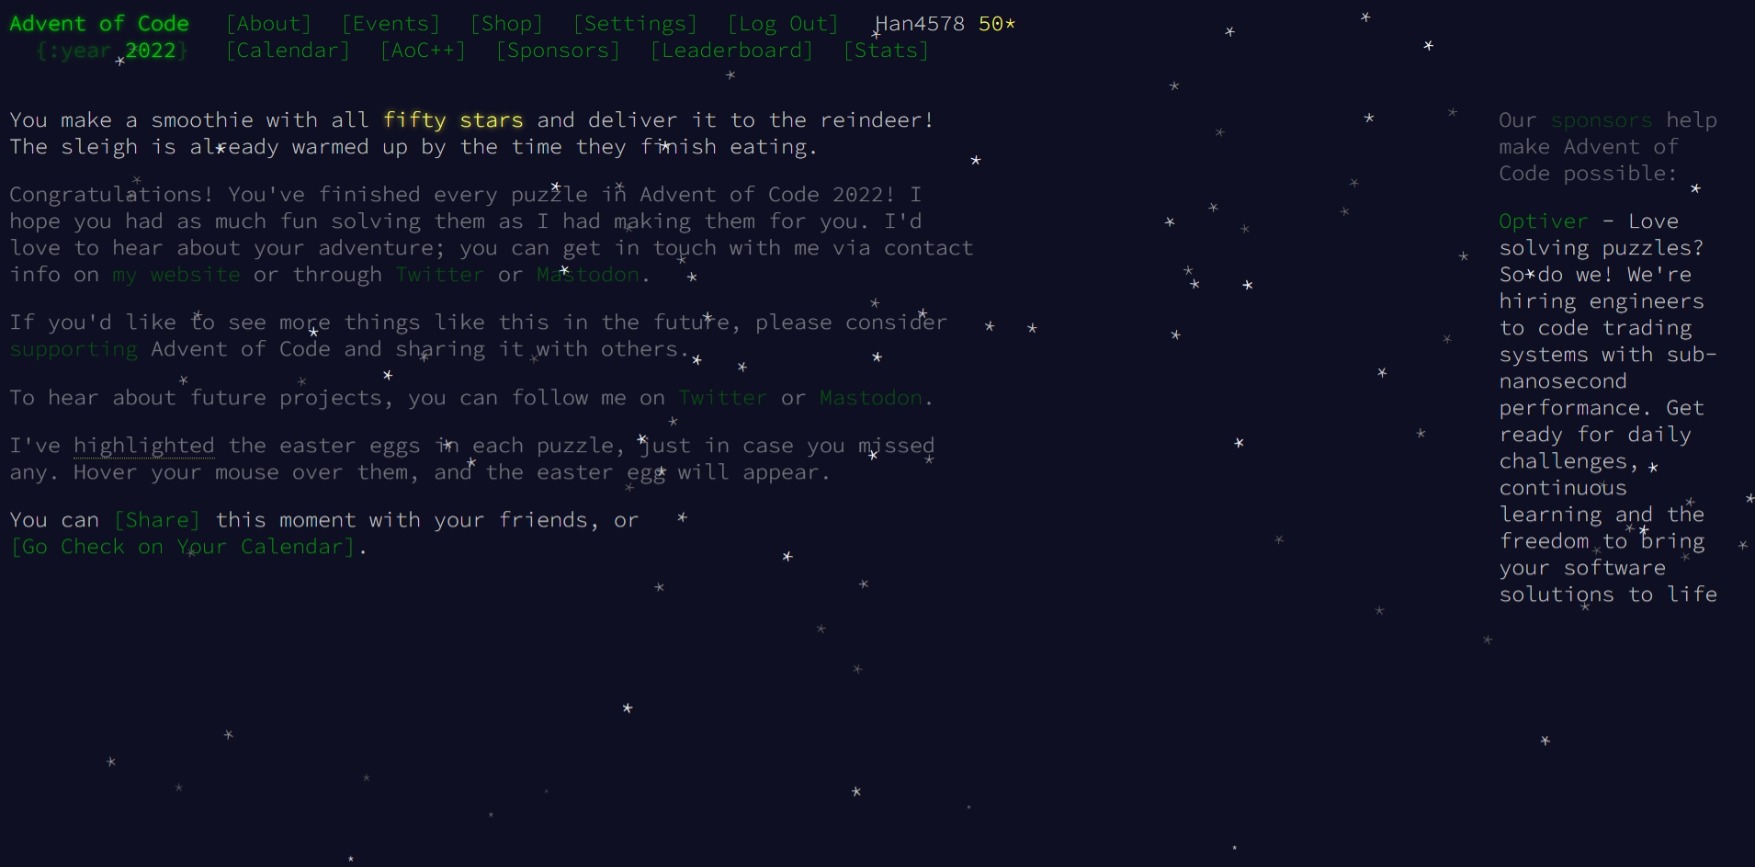 Advent of Code [About] [Events] [Shop] [Settings] [Log Out] Han4578 50*
{:year 2022} [Calendar] [AoC++] [Sponsors] [Leaderboard] [Stats]
You make a smoothie with all fifty stars and deliver it to the reindeer!
The sleigh is already warmed up by the time they finish eating.
Congratulations! You've finished every puzzle in Advent of Code 2022! I
hope you had as much fun solving them as I had making them for you. I'd
love to hear about your adventure; you can get in touch with me via contact
info on my website or through Twitter or Mastodon.
If you'd like to see more things like this in the future, please consider
supporting Advent of Code and sharing it with others.
To hear about future projects, you can follow me on Twitter or Mastodon.
I've highlighted the easter eggs in each puzzle, just in case you missed
any. Hover your mouse over them, and the easter egg will appear.
You can [Share] this moment with your friends, or
[Go Check on Your Calendar].
Our sponsors help
make Advent of
Code possible:
Optiver - Love
solving puzzles?
So do we! We're
hiring engineers
to code trading
systems with sub-
nanosecond
performance. Get
ready for daily
challenges,
continuous
learning and the
freedom to bring
your software
solutions to life